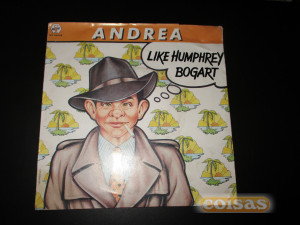 ANDREA
LIKE HUMPHREY
BOGART
coisas